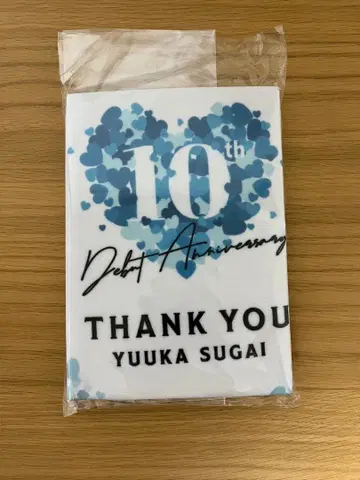 10th
Debut Anniversary
THANK YOU
YUUKA SUGAI